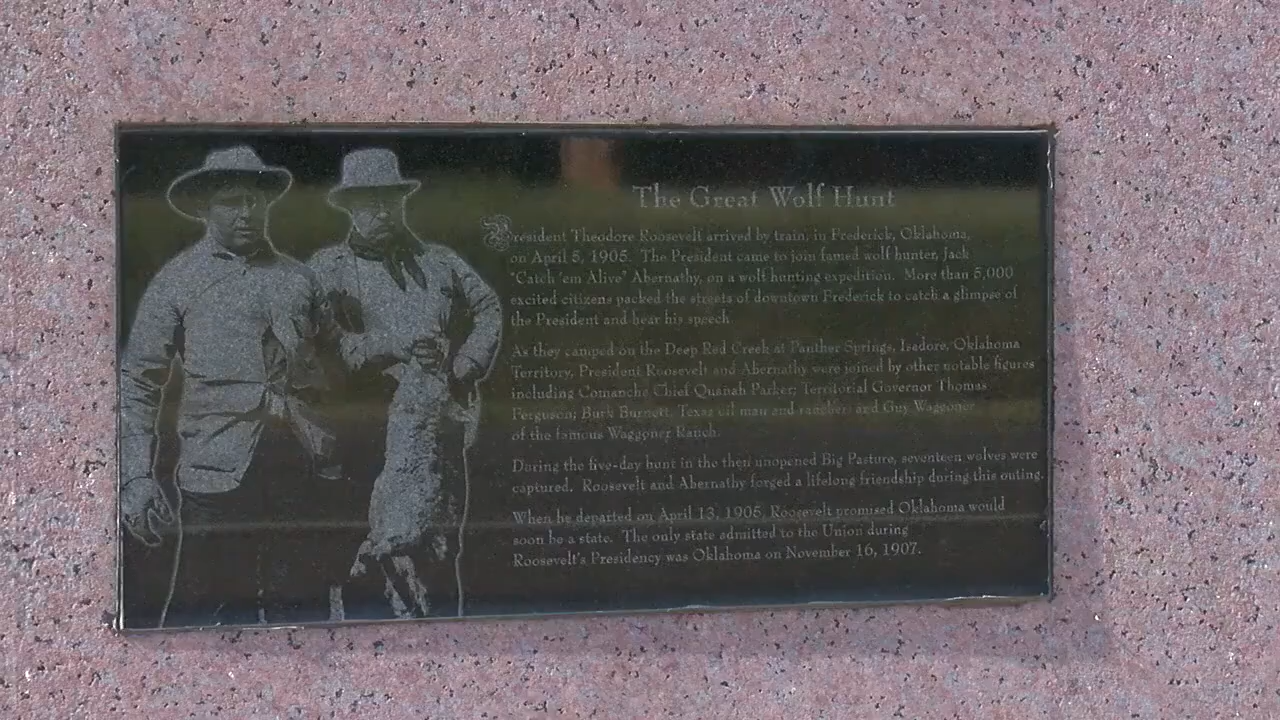 The Great Wolf Hunt
President Theodore Roosevelt arrived by train, in Frederick, Oklahoma,
on April 5, 1905. The President came to join famed wolf hunter, Jack
"Catch 'em Alive" Abernathy, on a wolf hunting expedition. More than 5,000
excited citizens packed the streets of downtown Frederick to catch a glimpse of
the President and hear his speech.
As they camped on the Deep Red Creek at Panther Springs, Isadore, Oklahoma
Territory, President Roosevelt and Abernathy were joined by other notable figures
including Comanche Chief Quanah Parker; Territorial Governor Thomas
Ferguson; Burk Burnett, Texas oil man and rancher; and Guy Waggoner
of the famous Waggoner Ranch.
During the five-day hunt in the then unopened Big Pasture, seventeen wolves were
captured. Roosevelt and Abernathy forged a lifelong friendship during this outing.
When he departed on April 13, 1905, Roosevelt promised Oklahoma would
soon be a state. The only state admitted to the Union during
Roosevelt's Presidency was Oklahoma on November 16, 1907.